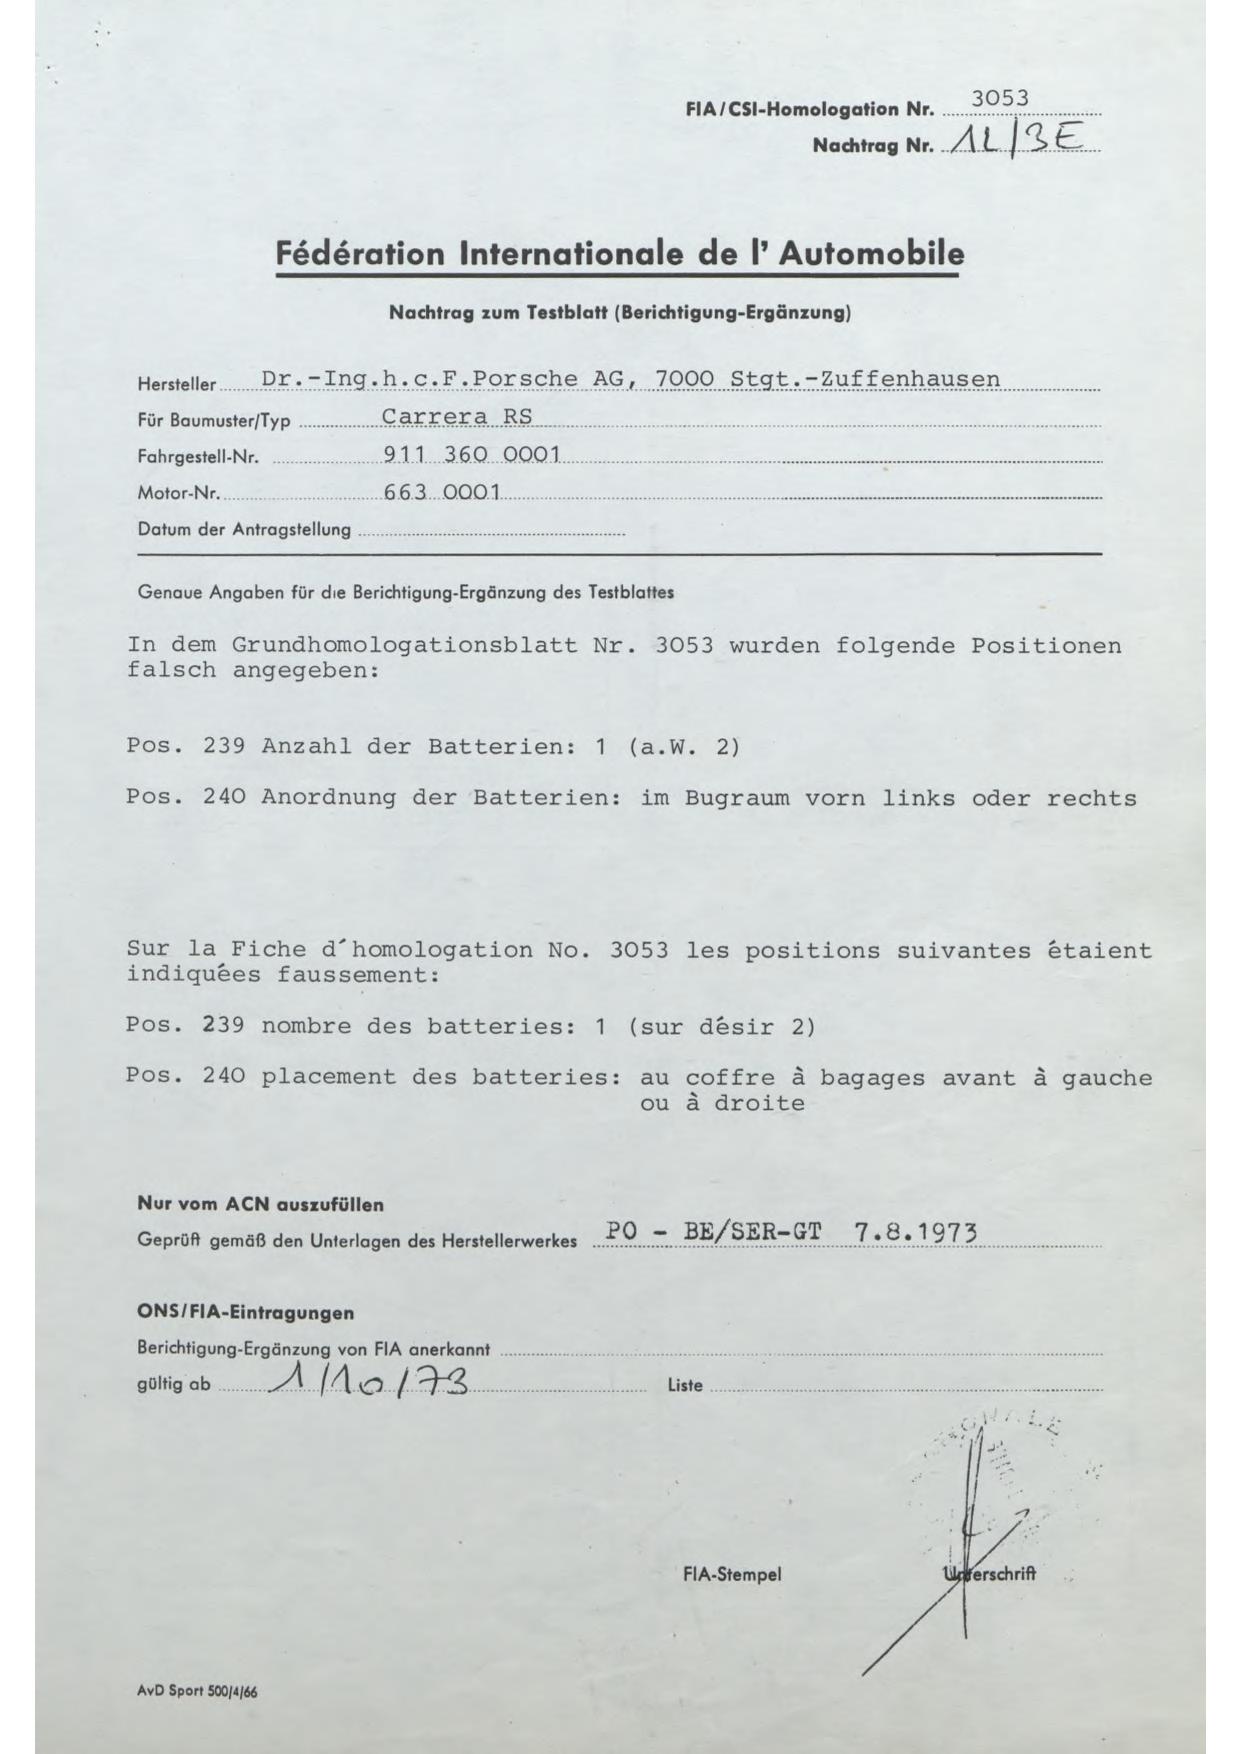 FIA/CSI-Homologation Nr. 3053
Nachtrag Nr. 1L/3E
Fédération Internationale de l' Automobile
Nachtrag zum Testblatt (Berichtigung-Ergänzung)
Hersteller Dr.-Ing.h.c.F.Porsche AG, 7000 Stgt.-Zuffenhausen
Für Baumuster/Typ Carrera RS
Fahrgestell-Nr. 911 360 0001
Motor-Nr. 663 0001
Datum der Antragstellung
Genaue Angaben für die Berichtigung-Ergänzung des Testblattes
In dem Grundhomologationsblatt Nr. 3053 wurden folgende Positionen
falsch angegeben:
Pos. 239 Anzahl der Batterien: 1 (a.W. 2)
Pos. 240 Anordnung der Batterien: im Bugraum vorn links oder rechts
Sur la Fiche d´homologation No. 3053 les positions suivantes étaient
indiquées faussement:
Pos. 239 nombre des batteries: 1 (sur désir 2)
Pos. 240 placement des batteries: au coffre à bagages avant à gauche
ou à droite
Nur vom ACN auszufüllen
Geprüft gemäß den Unterlagen des Herstellerwerkes PO - BE/SER-GT 7.8.1973
ONS/FIA-Eintragungen
Berichtigung-Ergänzung von FIA anerkannt
gültig ab 1/10/73 Liste
FIA-Stempel Unterschrift
AvD Sport 500/4/66